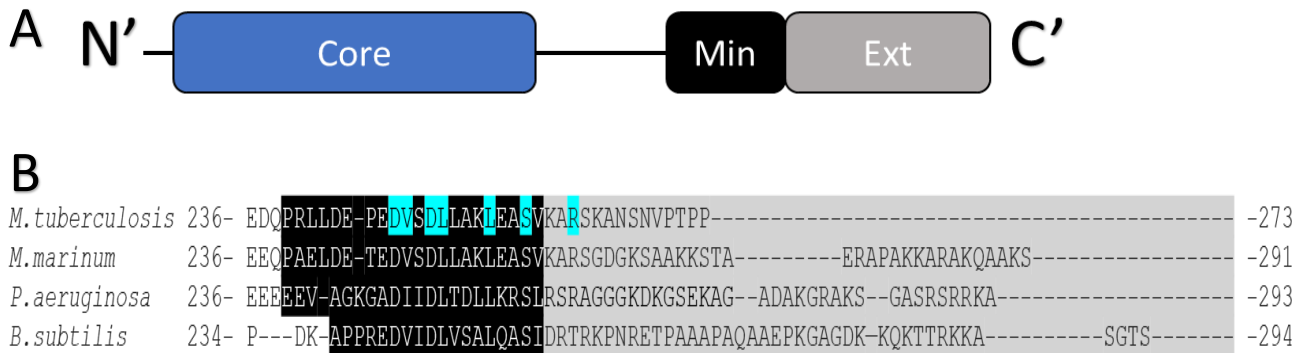 A N' Core Min Ext C'
B
M.tuberculosis 236- EDQPRLLDE-PEDVSDLLAKLEASVKARSKANSNVPTPP-------------------------------------------- -273
M.marinum 236- EEQPAELDE-TEDVSDLLAKLEASVKARSGDGKSAAKKSTA---------ERAPAKKARAKQAAKS----------------- -291
P.aeruginosa 236- EEEEEV-AGKGADIIDLTDLLKRSLRSRAGGGKDKGSEKAG--ADAKGRAKS--GASRSRRKA-------------------- -293
B.subtilis 234- P---DK-APPREDVIDLVSALQASIDRTRKPNRETPAAAPAQAAEPKGAGDK-KQKTTRKKA----------SGTS------- -294